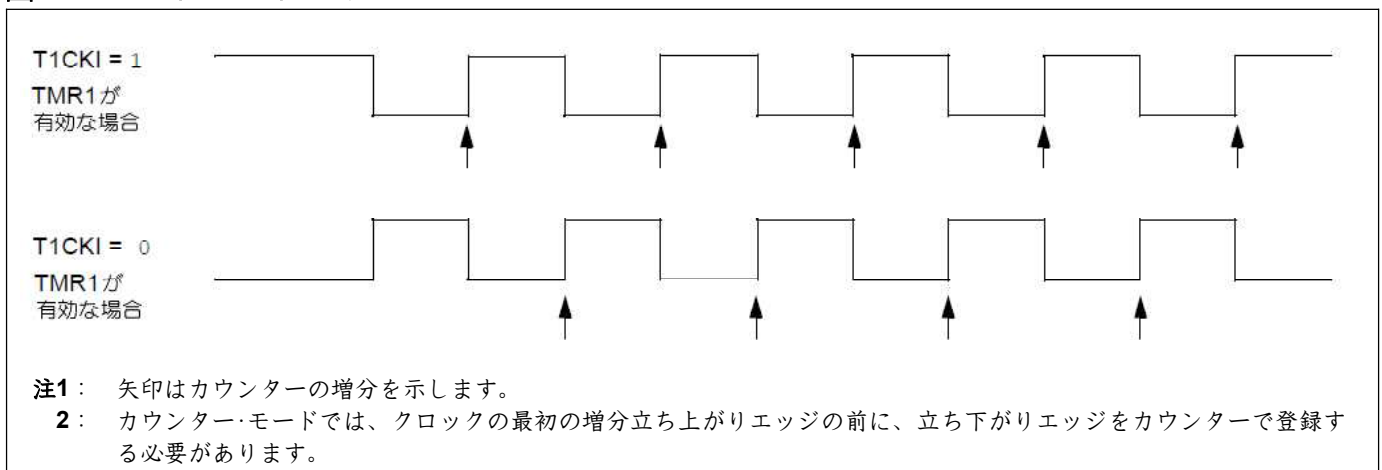 T1CKI = 1
TMR1が
有効な場合
T1CKI = 0
TMR1が
有効な場合
注1： 矢印はカウンターの増分を示します。
2： カウンター･モードでは、クロックの最初の増分立ち上がりエッジの前に、立ち下がりエッジをカウンターで登録す
る必要があります。